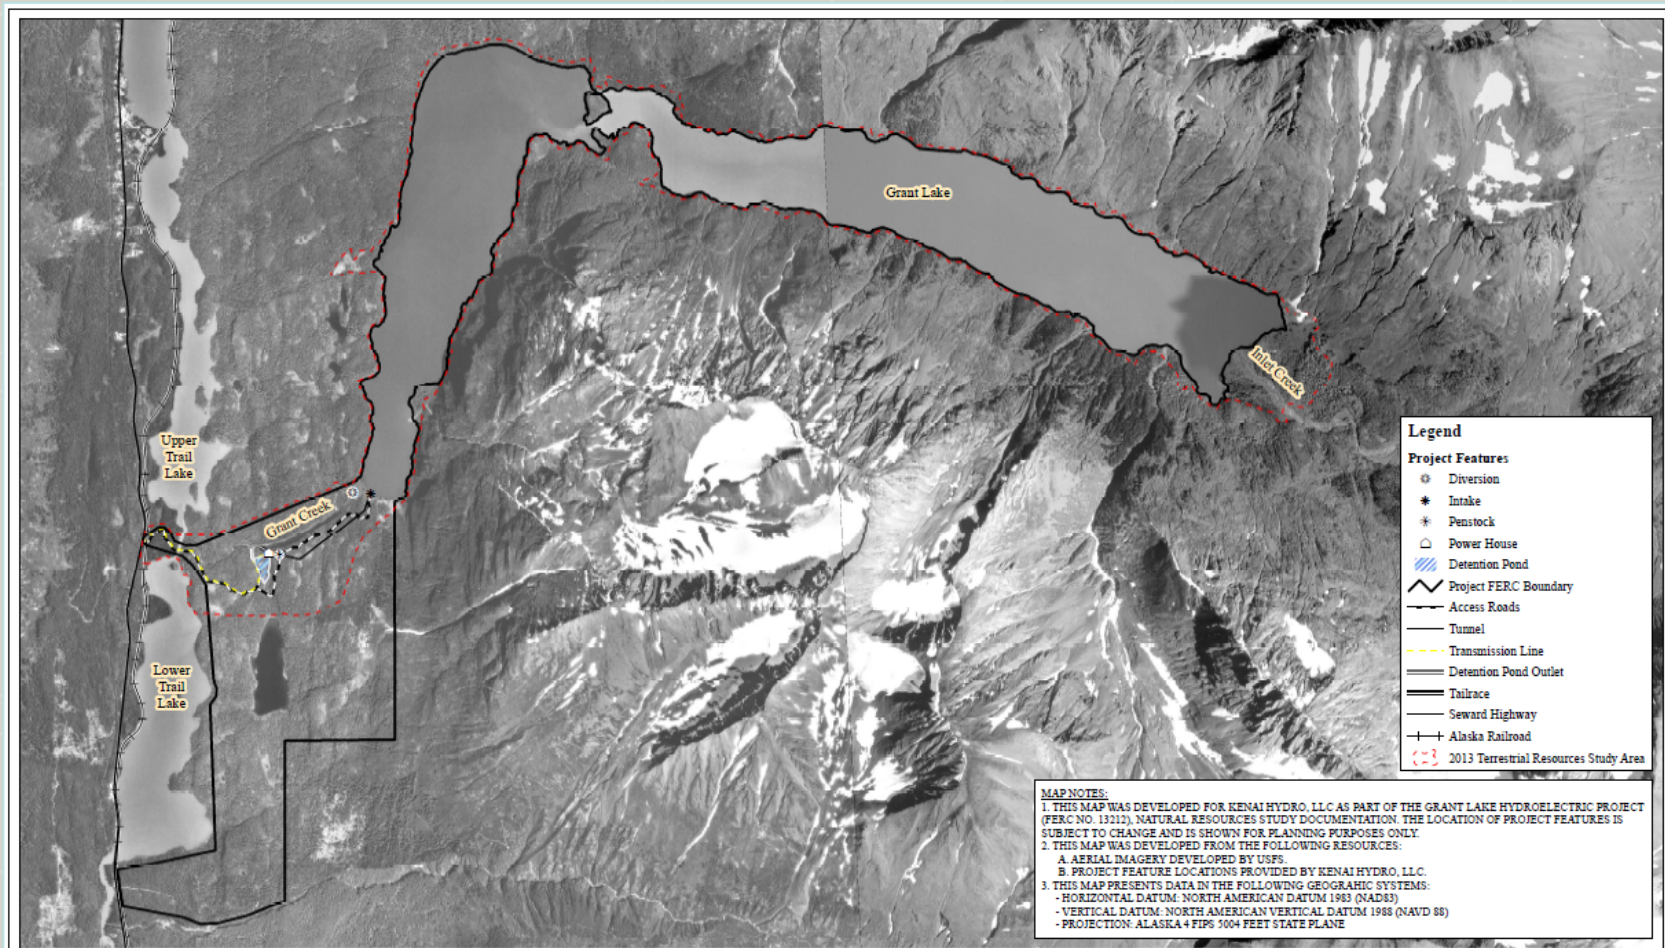 Grant Lake
Inlet Creek
Upper
Trail
Lake
Grant Creek
Lower
Trail
Lake
Legend
Project Features
Diversion
Intake
Penstock
Power House
Detention Pond
Project FERC Boundary
Access Roads
Tunnel
Transmission Line
Detention Pond Outlet
Tailrace
Seward Highway
Alaska Railroad
2013 Terrestrial Resources Study Area
MAP NOTES:
1. THIS MAP WAS DEVELOPED FOR KENAI HYDRO, LLC AS PART OF THE GRANT LAKE HYDROELECTRIC PROJECT
(FERC NO. 13212), NATURAL RESOURCES STUDY DOCUMENTATION. THE LOCATION OF PROJECT FEATURES IS
SUBJECT TO CHANGE AND IS SHOWN FOR PLANNING PURPOSES ONLY.
2. THIS MAP WAS DEVELOPED FROM THE FOLLOWING RESOURCES:
A. AERIAL IMAGERY DEVELOPED BY USFS.
B. PROJECT FEATURE LOCATIONS PROVIDED BY KENAI HYDRO, LLC.
3. THIS MAP PRESENTS DATA IN THE FOLLOWING GEOGRAHIC SYSTEMS:
- HORIZONTAL DATUM: NORTH AMERICAN DATUM 1983 (NAD83)
- VERTICAL DATUM: NORTH AMERICAN VERTICAL DATUM 1988 (NAVD 88)
- PROJECTION: ALASKA 4 FIPS 5004 FEET STATE PLANE